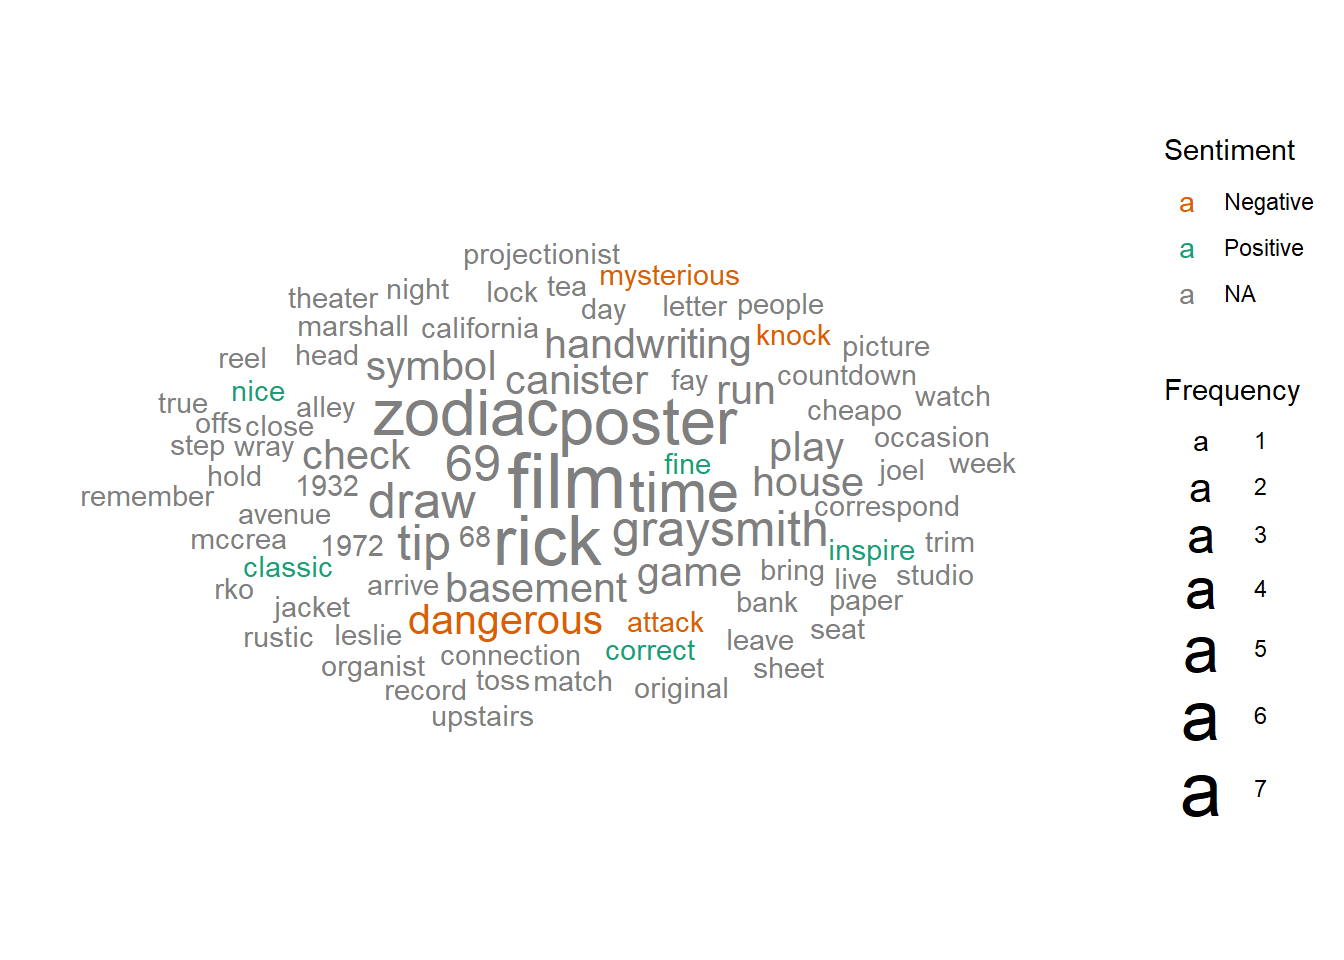 projectionist
mysterious
theater night lock tea
day letter people
marshall california handwriting knock
reel head symbol canister fay run picture
countdown
nice zodiac poster watch
true alley cheapo
offs close
step wray check 69 film fine play occasion
hold 1932 draw time house joel week
remember
avenue correspond
mccrea 1972 tip 68 rick graysmith inspire trim
classic
rko arrive basement game bring live studio
jacket dangerous attack bank paper
rustic leslie leave seat
organist connection correct sheet
record toss match original
upstairs
Sentiment
a Negative
a Positive
a NA
Frequency
a 1
a 2
a 3
a 4
a 5
a 6
a 7